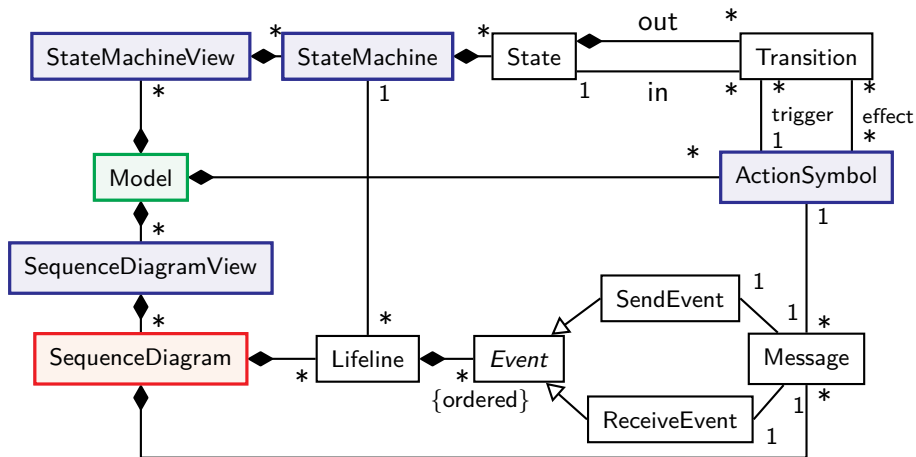 out
* * *
StateMachineView StateMachine State Transition
* 1 1 in * * *
trigger effect
1 *
*
Model ActionSymbol
* 1
SequenceDiagramView
1 SendEvent
* 1
* *
SequenceDiagram Lifeline Event Message
* * 1 *
{ordered}
ReceiveEvent
1